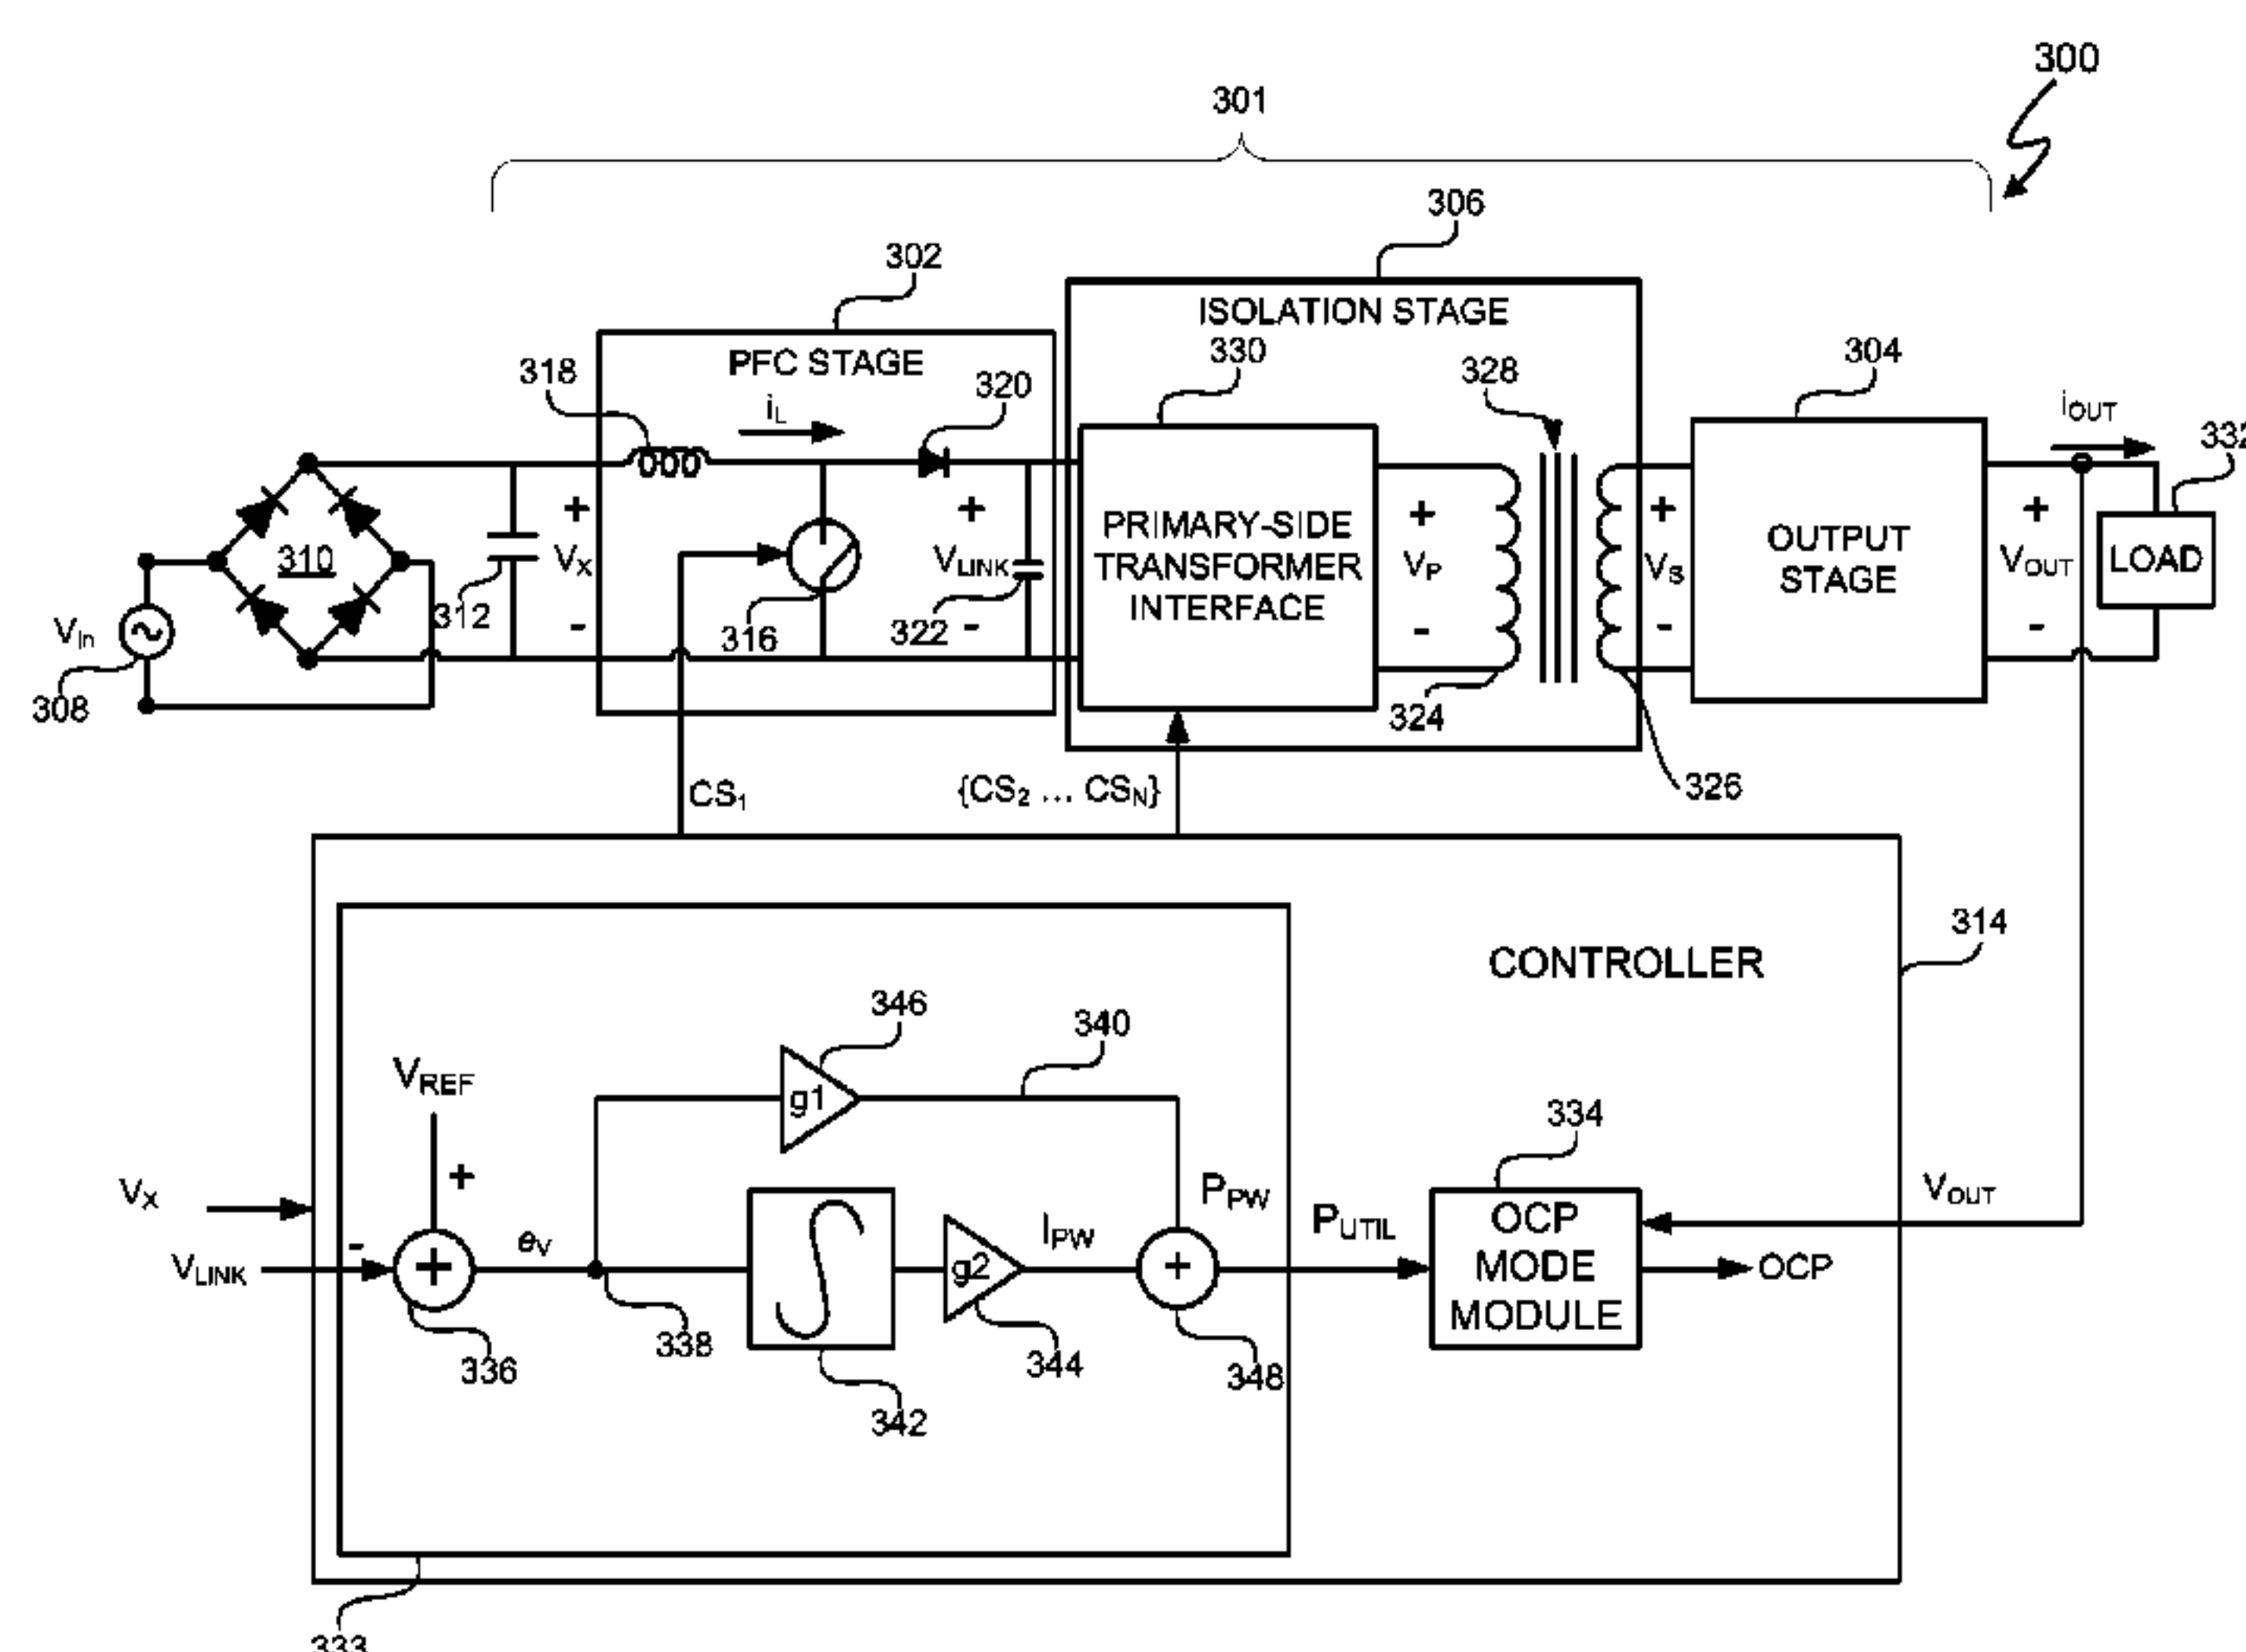 300
301
306
302
ISOLATION STAGE
PFC STAGE
330
304
318
320
328
iL
iOUT
332
310
+
VX
-
+
VLINK
-
PRIMARY-SIDE
TRANSFORMER
INTERFACE
+
VP
-
+
VS
-
OUTPUT
STAGE
+
VOUT
-
LOAD
312
316
322
VIn
308
324
326
CS1
{CS2 ... CSN}
314
CONTROLLER
346
340
VREF
g1
334
+
VX
PPW
VOUT
PUTIL
OCP
MODE
MODULE
-
eV
IPW
VLINK
+
g2
+
OCP
336
338
344
348
342
333